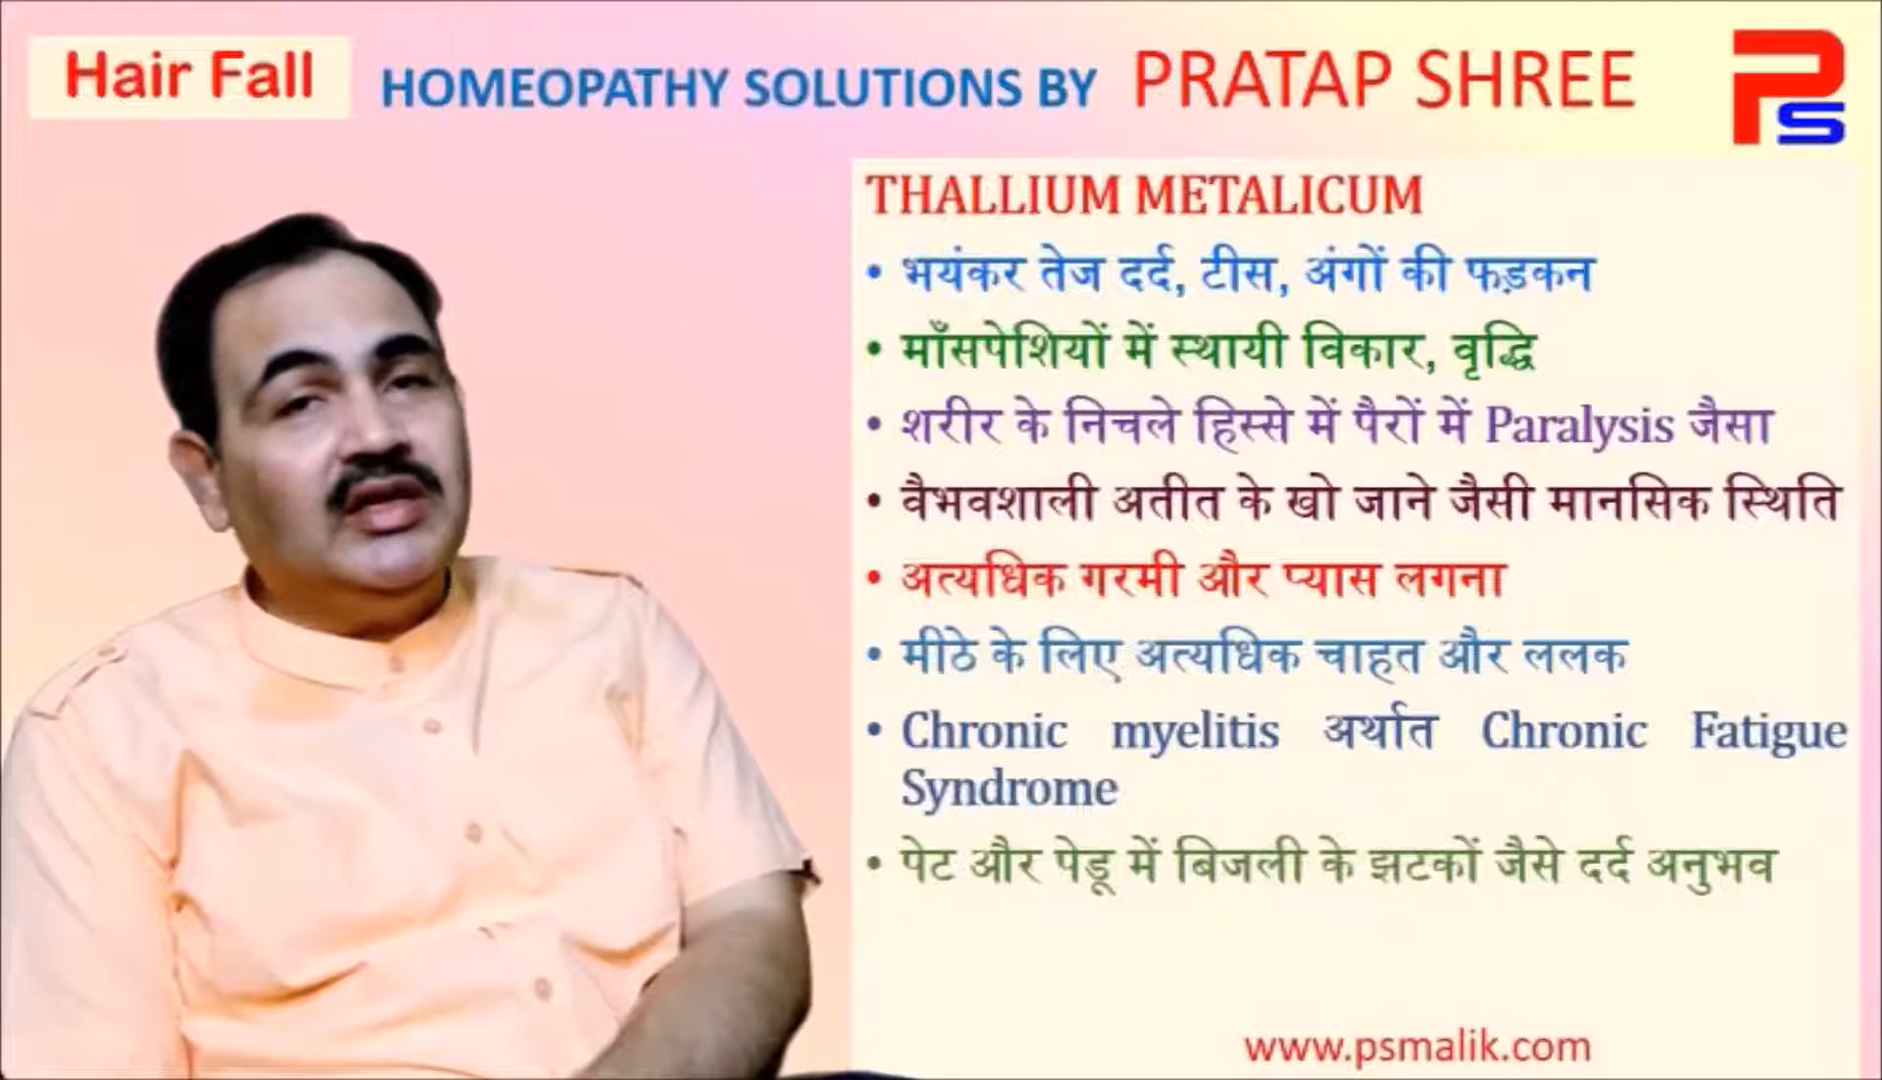 Hair Fall HOMEOPATHY SOLUTIONS BY PRATAP SHREE Ps
THALLIUM METALICUM
• भयंकर तेज दर्द, टीस, अंगों की फड़कन
• माँसपेशियों में स्थायी विकार, वृद्धि
• शरीर के निचले हिस्से में पैरों में Paralysis जैसा
• वैभवशाली अतीत के खो जाने जैसी मानसिक स्थिति
• अत्यधिक गरमी और प्यास लगना
• मीठे के लिए अत्यधिक चाहत और ललक
• Chronic myelitis अर्थात Chronic Fatigue
Syndrome
• पेट और पेडू में बिजली के झटकों जैसे दर्द अनुभव
www.psmalik.com